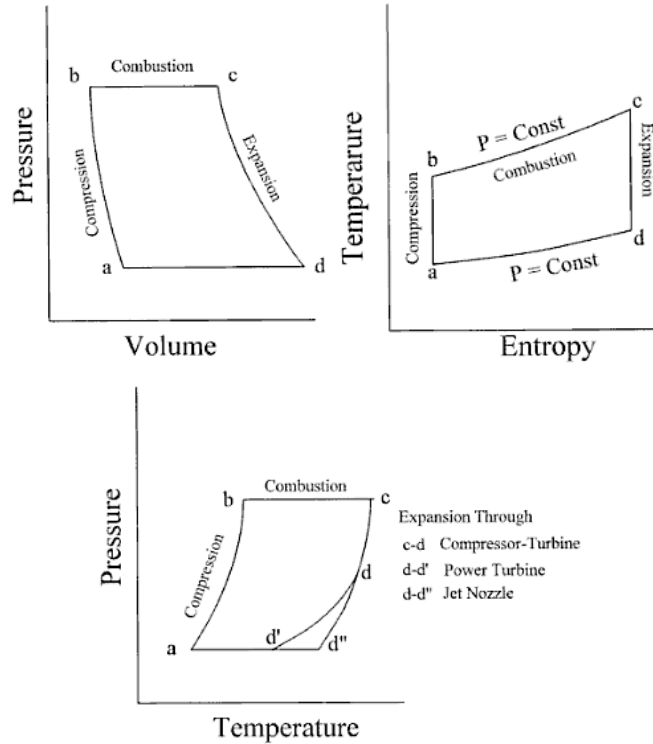 Pressure
b
Combustion
c
Compression
Expansion
a
d
Volume
Temperarure
b
P = Const
Combustion
c
Compression
Expansion
a
P = Const
d
Entropy
Pressure
b
Combustion
c
Compression
d
a
d'
d"
Temperature
Expansion Through
c-d Compressor-Turbine
d-d' Power Turbine
d-d" Jet Nozzle